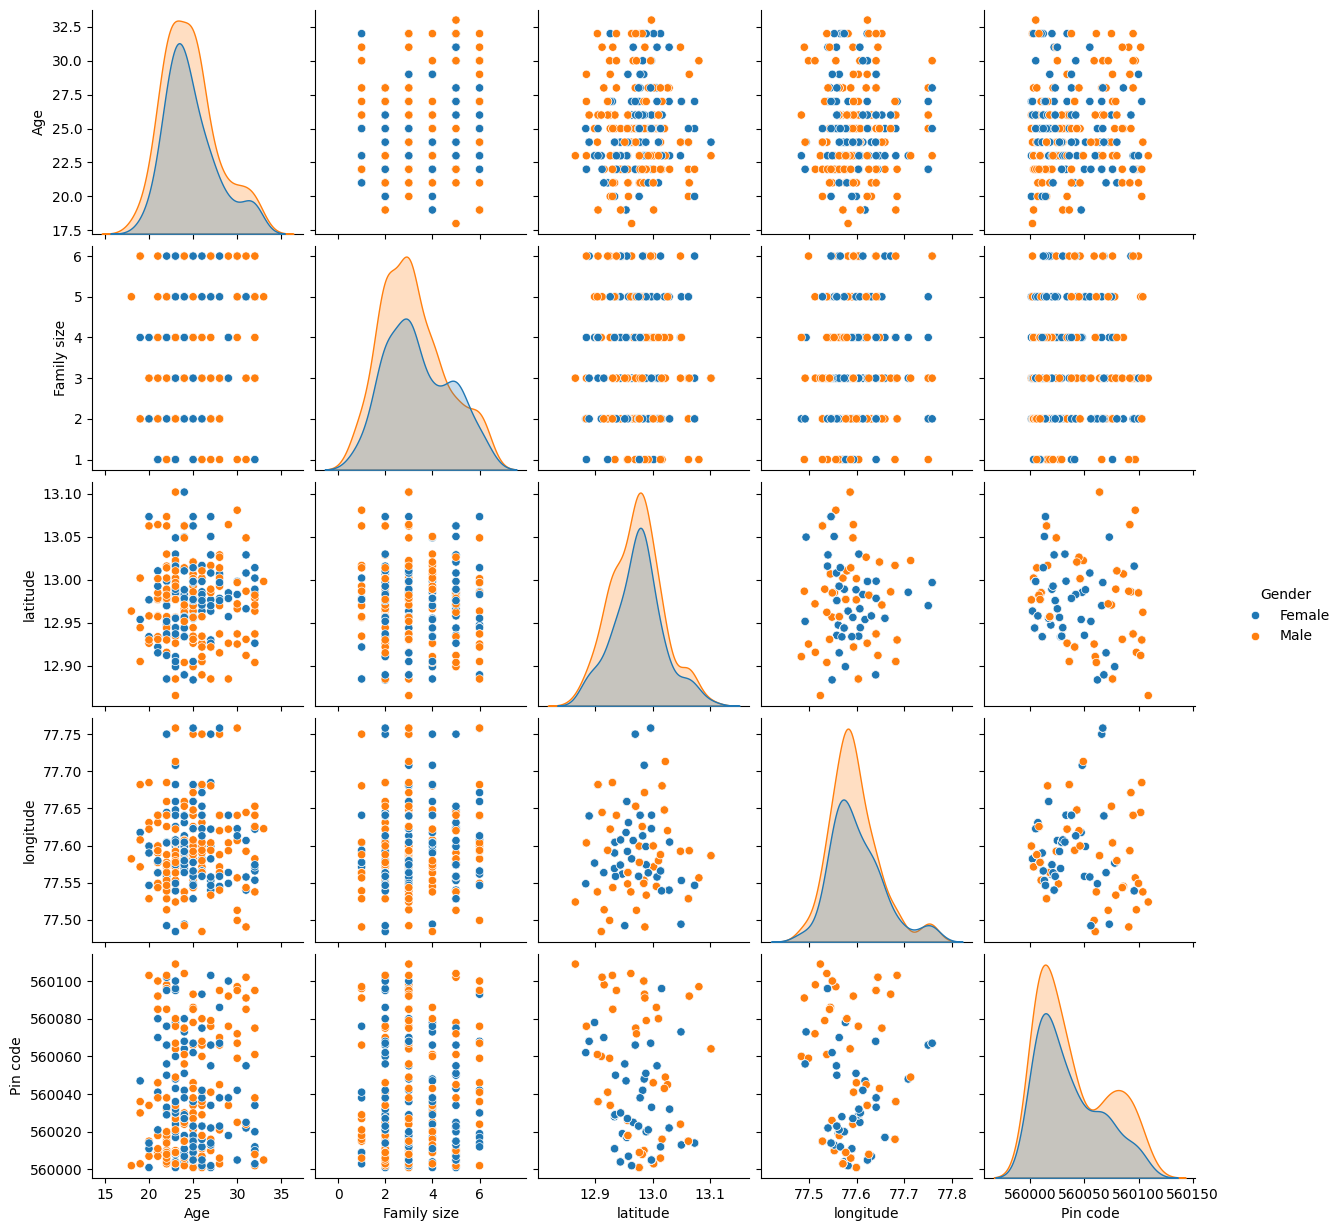 32.5
30.0
27.5
25.0
22.5
20.0
17.5
Age
6
5
4
3
2
1
Family size
13.10
13.05
13.00
12.95
12.90
latitude
Gender
Female
Male
77.75
77.70
77.65
77.60
77.55
77.50
longitude
560100
560080
560060
560040
560020
560000
Pin code
15 20 25 30 35
0 2 4 6
12.9 13.0 13.1
77.5 77.6 77.7 77.8
560000 560050 560100 560150
Age Family size latitude longitude Pin code